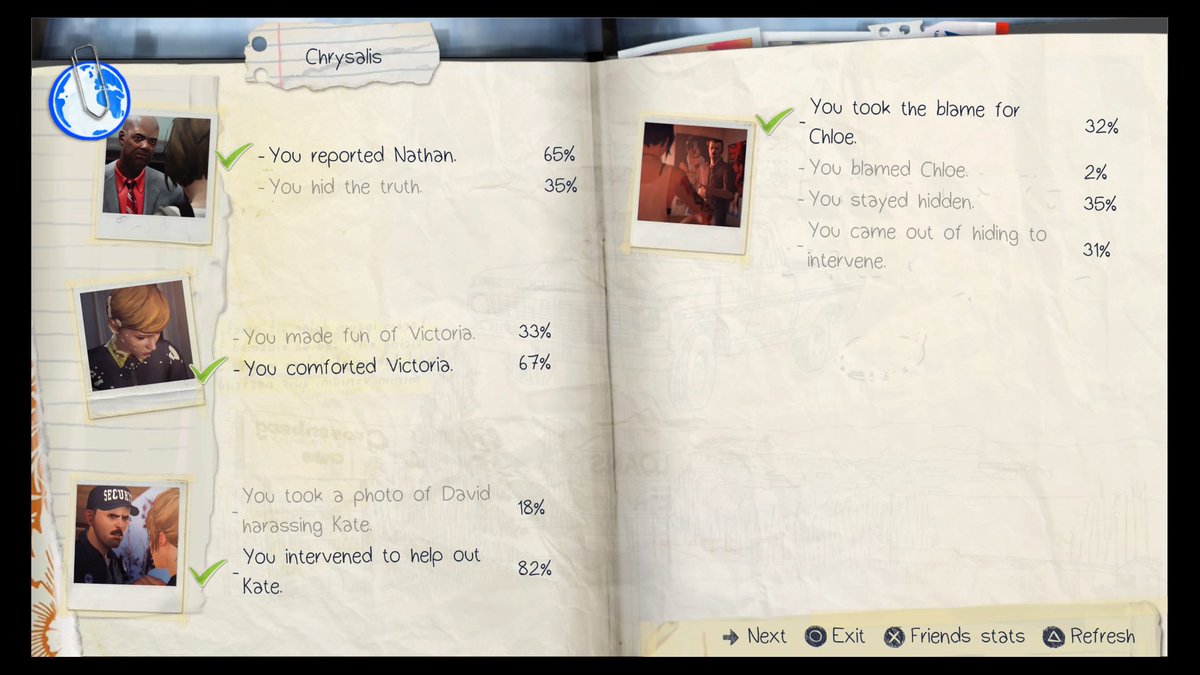 Chrysalis
- You reported Nathan. 65%
- You hid the truth. 35%
- You made fun of Victoria. 33%
- You comforted Victoria. 67%
You took a photo of David
- harassing Kate. 18%
You intervened to help out
- Kate. 82%
SECUR
You took the blame for
- Chloe. 32%
- You blamed Chloe. 2%
- You stayed hidden. 35%
You came out of hiding to
- intervene. 31%
Next Exit Friends stats Refresh